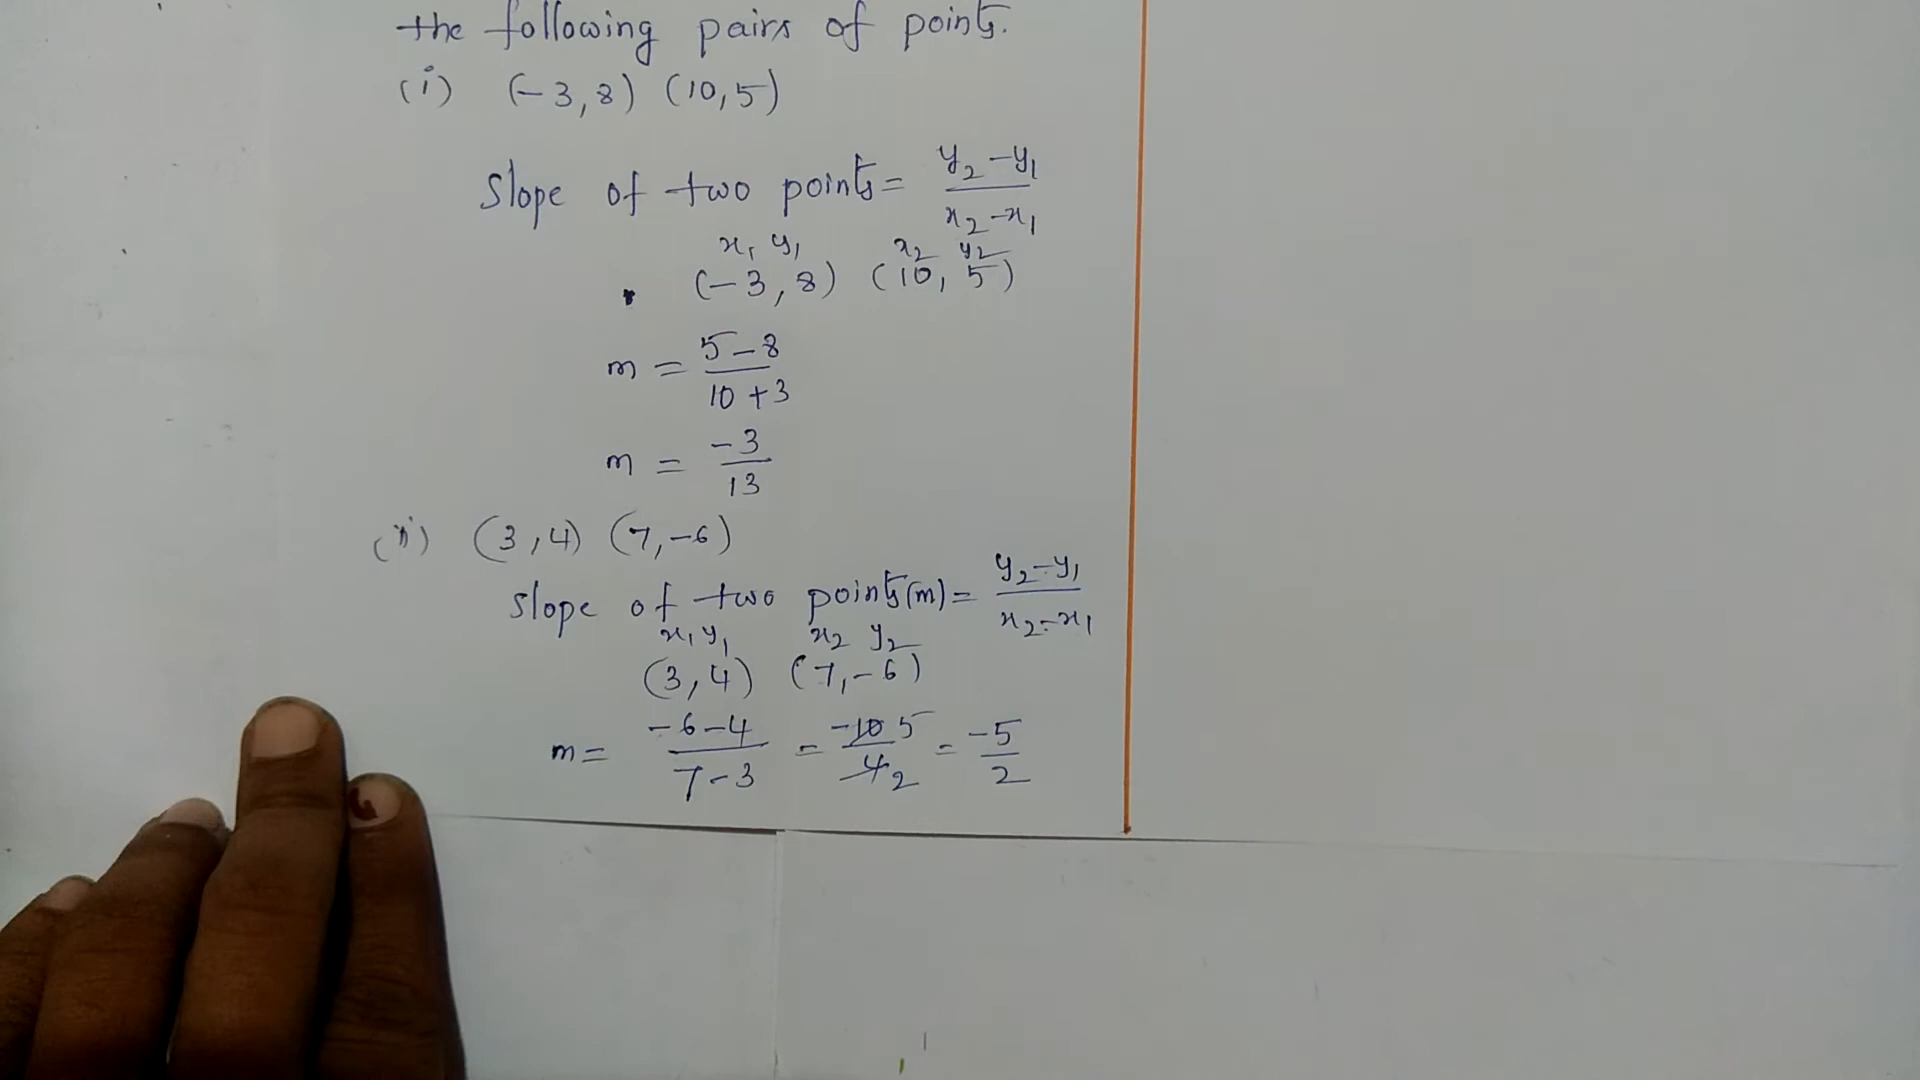 the following pairs of points.
(i) (-3,8) (10,5)
Slope of two points = y₂-y₁ / x₂-x₁
x₁ y₁ x₂ y₂
(-3,8) (10,5)
m = 5-8 / 10+3
m = -3 / 13
(ii) (3,4) (7,-6)
Slope of two points(m) = y₂-y₁ / x₂-x₁
x₁ y₁ x₂ y₂
(3,4) (7,-6)
m = -6-4 / 7-3 = -10 5 / 4 2 = -5 / 2